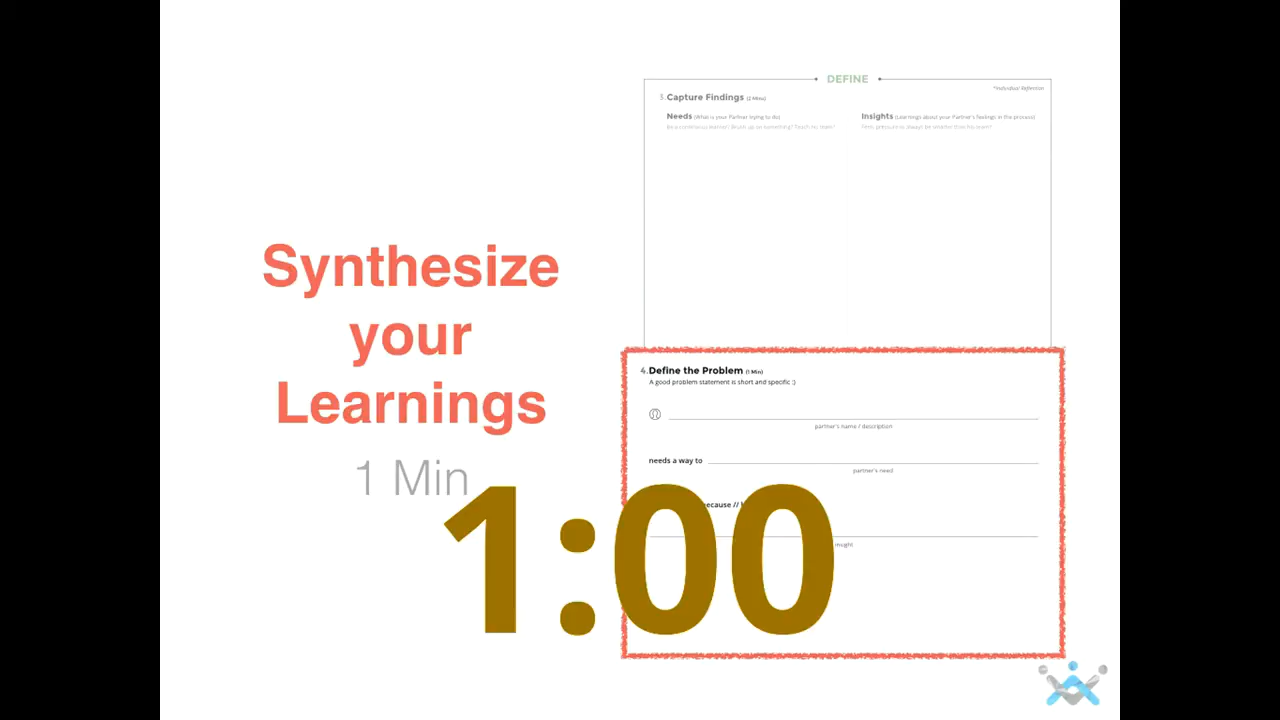 Synthesize
your
Learnings
1 Min
1:00
DEFINE
*Individual Reflection
3. Capture Findings (2 Mins)
Needs (What is your Partner trying to do)
Insights (Learnings about your Partner's feelings in the process)
4. Define the Problem (1 Min)
A good problem statement is short and specific :)
partner's name / description
needs a way to
partner's need
because //